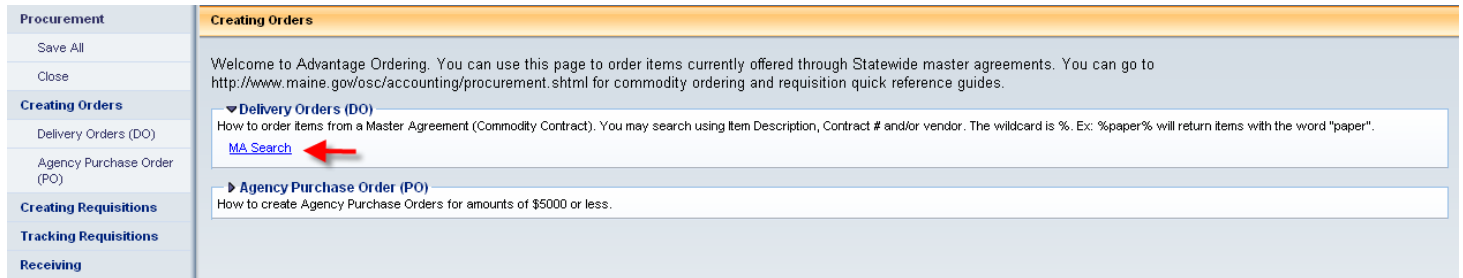 Procurement
Save All
Close
Creating Orders
Delivery Orders (DO)
Agency Purchase Order
(PO)
Creating Requisitions
Tracking Requisitions
Receiving
Creating Orders
Welcome to Advantage Ordering. You can use this page to order items currently offered through Statewide master agreements. You can go to
http://www.maine.gov/osc/accounting/procurement.shtml for commodity ordering and requisition quick reference guides.
Delivery Orders (DO)
How to order items from a Master Agreement (Commodity Contract). You may search using Item Description, Contract # and/or vendor. The wildcard is %. Ex: %paper% will return items with the word "paper".
MA Search
Agency Purchase Order (PO)
How to create Agency Purchase Orders for amounts of $5000 or less.